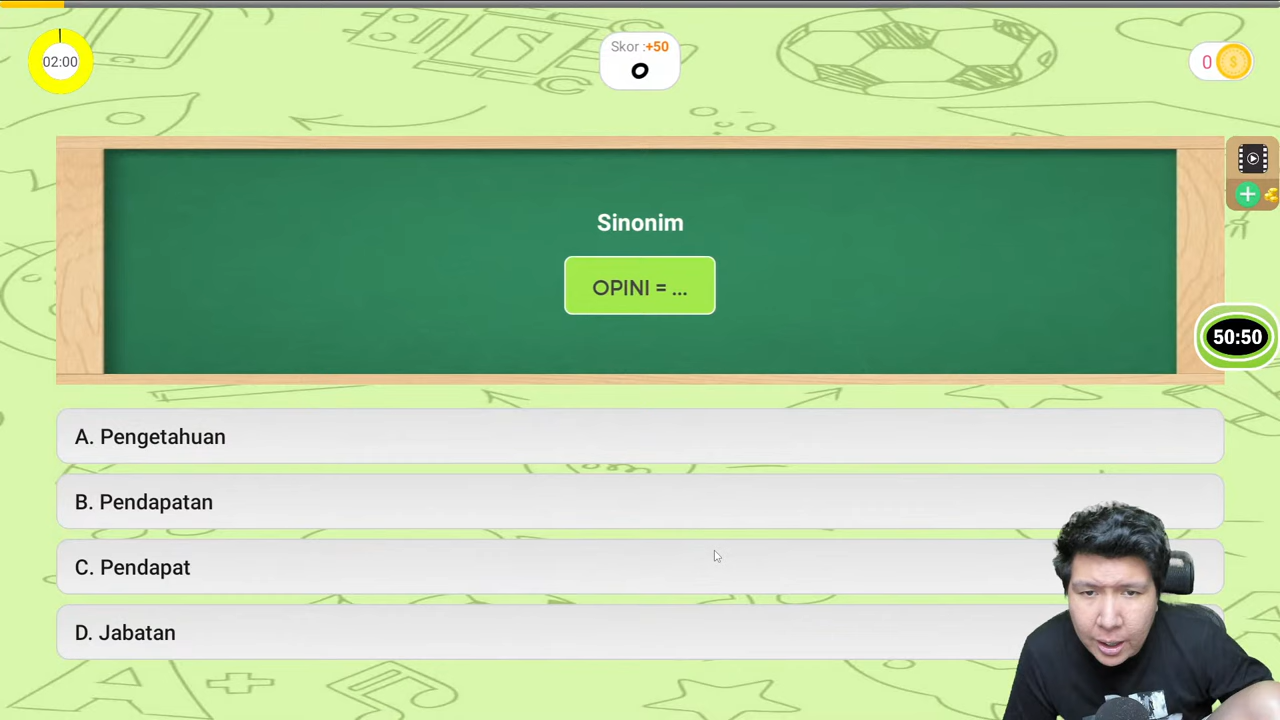 02:00
Skor :+50
0
0
Sinonim
OPINI = ...
50:50
A. Pengetahuan
B. Pendapatan
C. Pendapat
D. Jabatan